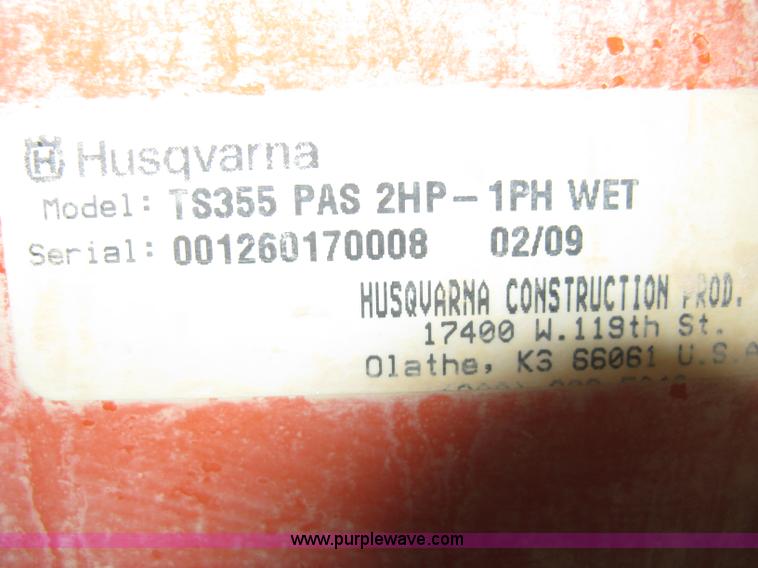 Husqvarna
Model: TS355 PAS 2HP - 1PH WET
Serial: 001260170008 02/09
HUSQVARNA CONSTRUCTION PROD.
17400 W.119th St.
Olathe, KS 66061 U.S.A
www.purplewave.com